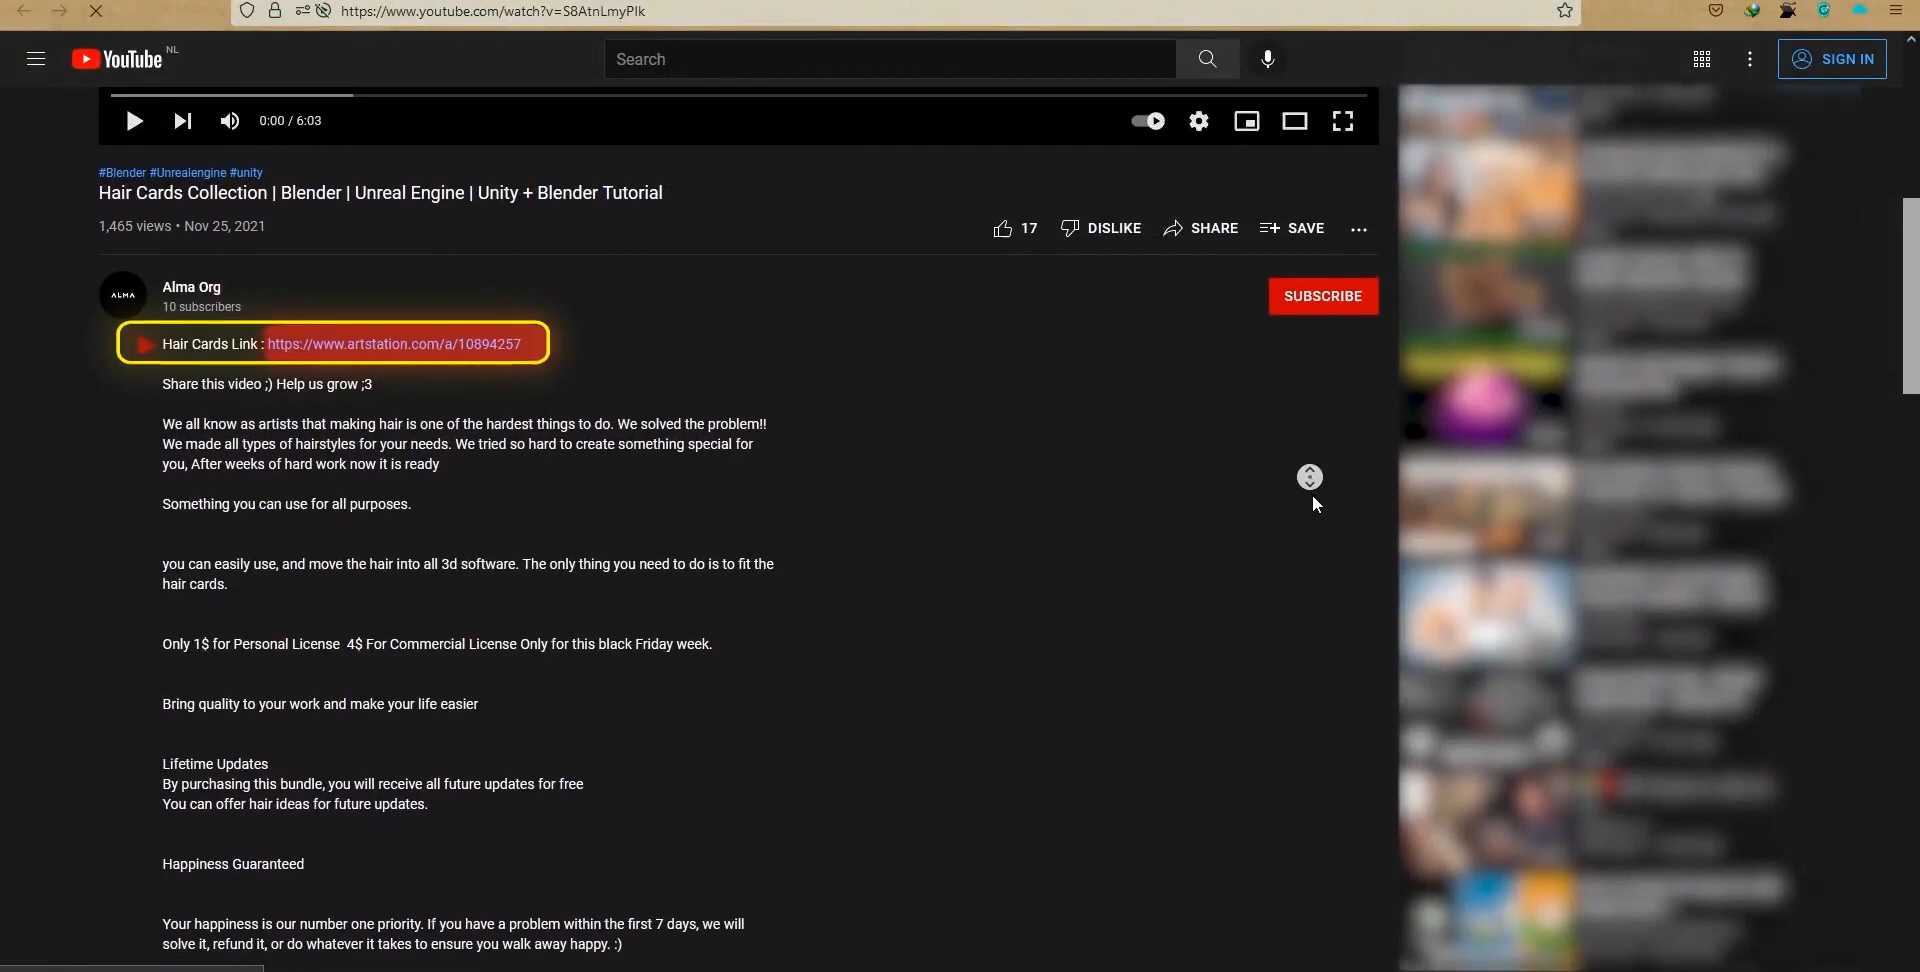 https://www.youtube.com/watch?v=S8AtnLmyPIk
YouTube NL
Search
SIGN IN
0:00 / 6:03
#Blender #Unrealengine #unity
Hair Cards Collection | Blender | Unreal Engine | Unity + Blender Tutorial
1,465 views • Nov 25, 2021
17 DISLIKE SHARE SAVE
ALMA
Alma Org
10 subscribers
SUBSCRIBE
Hair Cards Link : https://www.artstation.com/a/10894257
Share this video ;) Help us grow ;3
We all know as artists that making hair is one of the hardest things to do. We solved the problem!!
We made all types of hairstyles for your needs. We tried so hard to create something special for
you, After weeks of hard work now it is ready
Something you can use for all purposes.
you can easily use, and move the hair into all 3d software. The only thing you need to do is to fit the
hair cards.
Only 1$ for Personal License 4$ For Commercial License Only for this black Friday week.
Bring quality to your work and make your life easier
Lifetime Updates
By purchasing this bundle, you will receive all future updates for free
You can offer hair ideas for future updates.
Happiness Guaranteed
Your happiness is our number one priority. If you have a problem within the first 7 days, we will
solve it, refund it, or do whatever it takes to ensure you walk away happy. :)